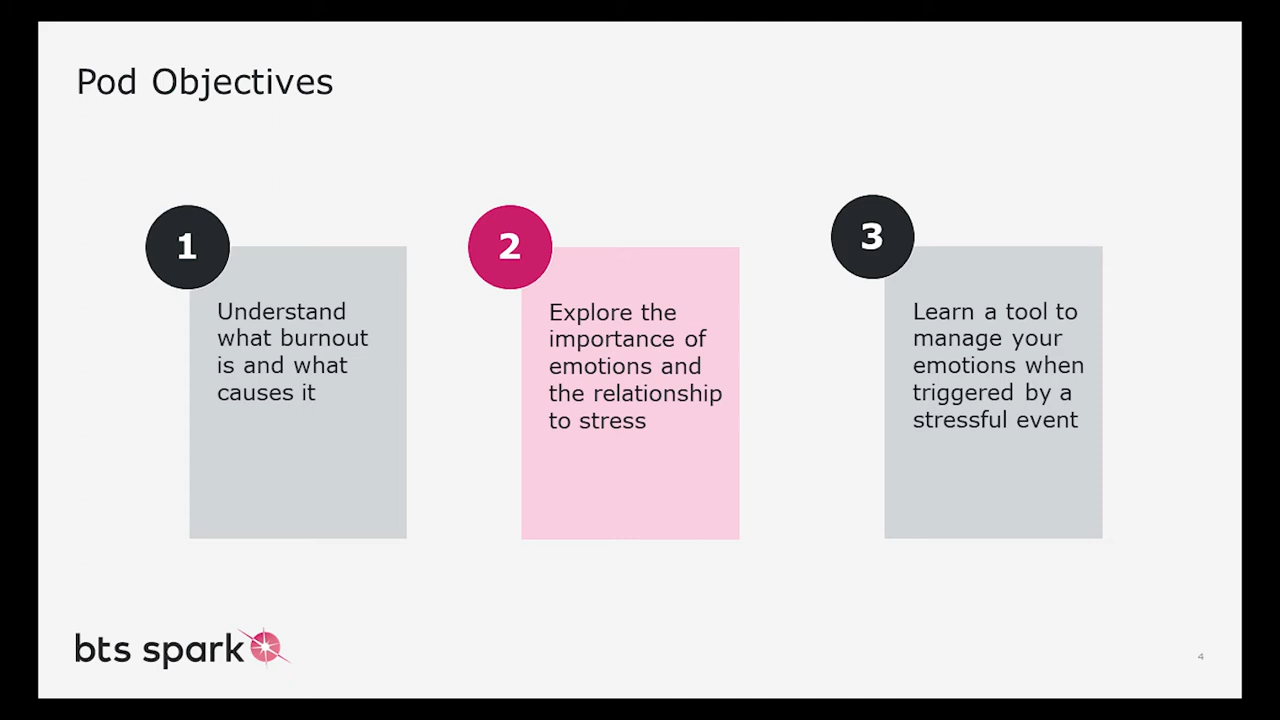 Pod Objectives
1
Understand
what burnout
is and what
causes it
2
Explore the
importance of
emotions and
the relationship
to stress
3
Learn a tool to
manage your
emotions when
triggered by a
stressful event
bts spark
4